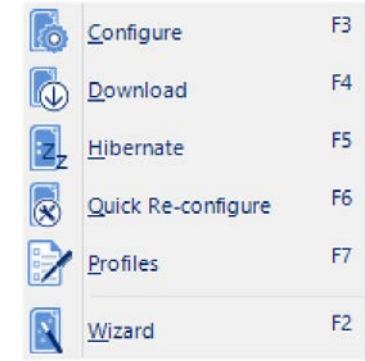 Configure F3
Download F4
Hibernate F5
Quick Re-configure F6
Profiles F7
Wizard F2